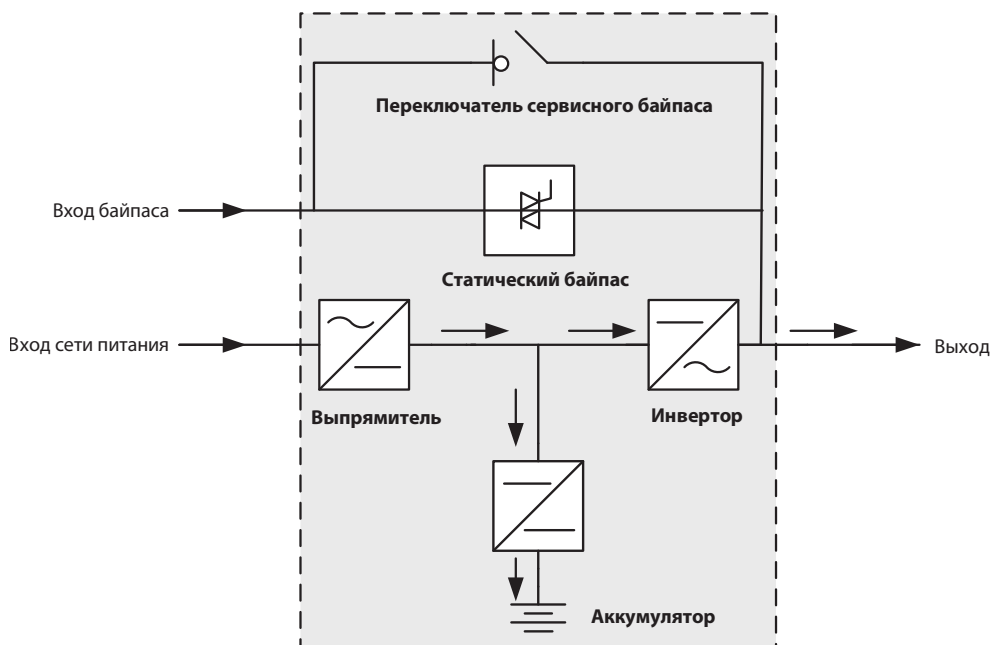 Переключатель сервисного байпаса
Вход байпаса
Статический байпас
Вход сети питания
Выход
Выпрямитель
Инвертор
Аккумулятор